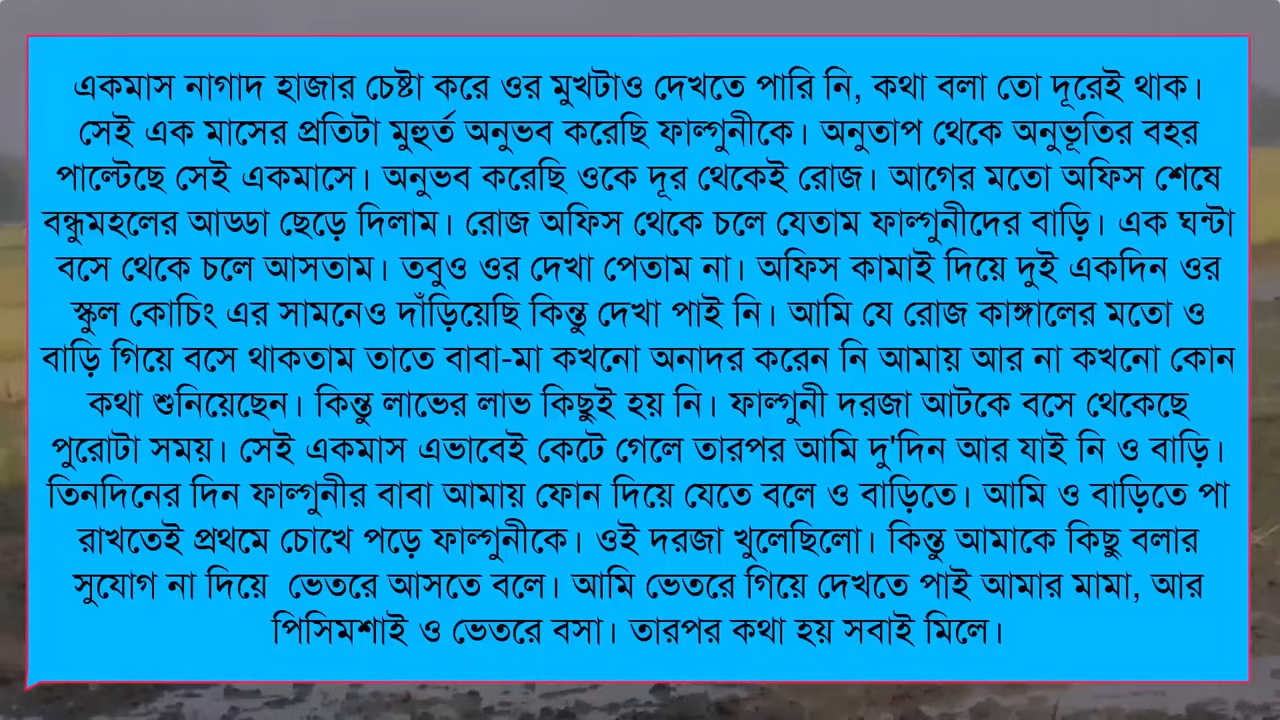 একমাস নাগাদ হাজার চেষ্টা করে ওর মুখটাও দেখতে পারি নি, কথা বলা তো দূরেই থাক।
সেই এক মাসের প্রতিটা মুহুর্ত অনুভব করেছি ফাল্গুনীকে। অনুতাপ থেকে অনুভূতির বহর
পাল্টেছে সেই একমাসে। অনুভব করেছি ওকে দূর থেকেই রোজ। আগের মতো অফিস শেষে
বন্ধুমহলের আড্ডা ছেড়ে দিলাম। রোজ অফিস থেকে চলে যেতাম ফাল্গুনীদের বাড়ি। এক ঘন্টা
বসে থেকে চলে আসতাম। তবুও ওর দেখা পেতাম না। অফিস কামাই দিয়ে দুই একদিন ওর
স্কুল কোচিং এর সামনেও দাঁড়িয়েছি কিন্তু দেখা পাই নি। আমি যে রোজ কাঙ্গালের মতো ও
বাড়ি গিয়ে বসে থাকতাম তাতে বাবা-মা কখনো অনাদর করেন নি আমায় আর না কখনো কোন
কথা শুনিয়েছেন। কিন্তু লাভের লাভ কিছুই হয় নি। ফাল্গুনী দরজা আটকে বসে থেকেছে
পুরোটা সময়। সেই একমাস এভাবেই কেটে গেলে তারপর আমি দু'দিন আর যাই নি ও বাড়ি।
তিনদিনের দিন ফাল্গুনীর বাবা আমায় ফোন দিয়ে যেতে বলে ও বাড়িতে। আমি ও বাড়িতে পা
রাখতেই প্রথমে চোখে পড়ে ফাল্গুনীকে। ওই দরজা খুলেছিলো। কিন্তু আমাকে কিছু বলার
সুযোগ না দিয়ে  ভেতরে আসতে বলে। আমি ভেতরে গিয়ে দেখতে পাই আমার মামা, আর
পিসিমশাই ও ভেতরে বসা। তারপর কথা হয় সবাই মিলে।